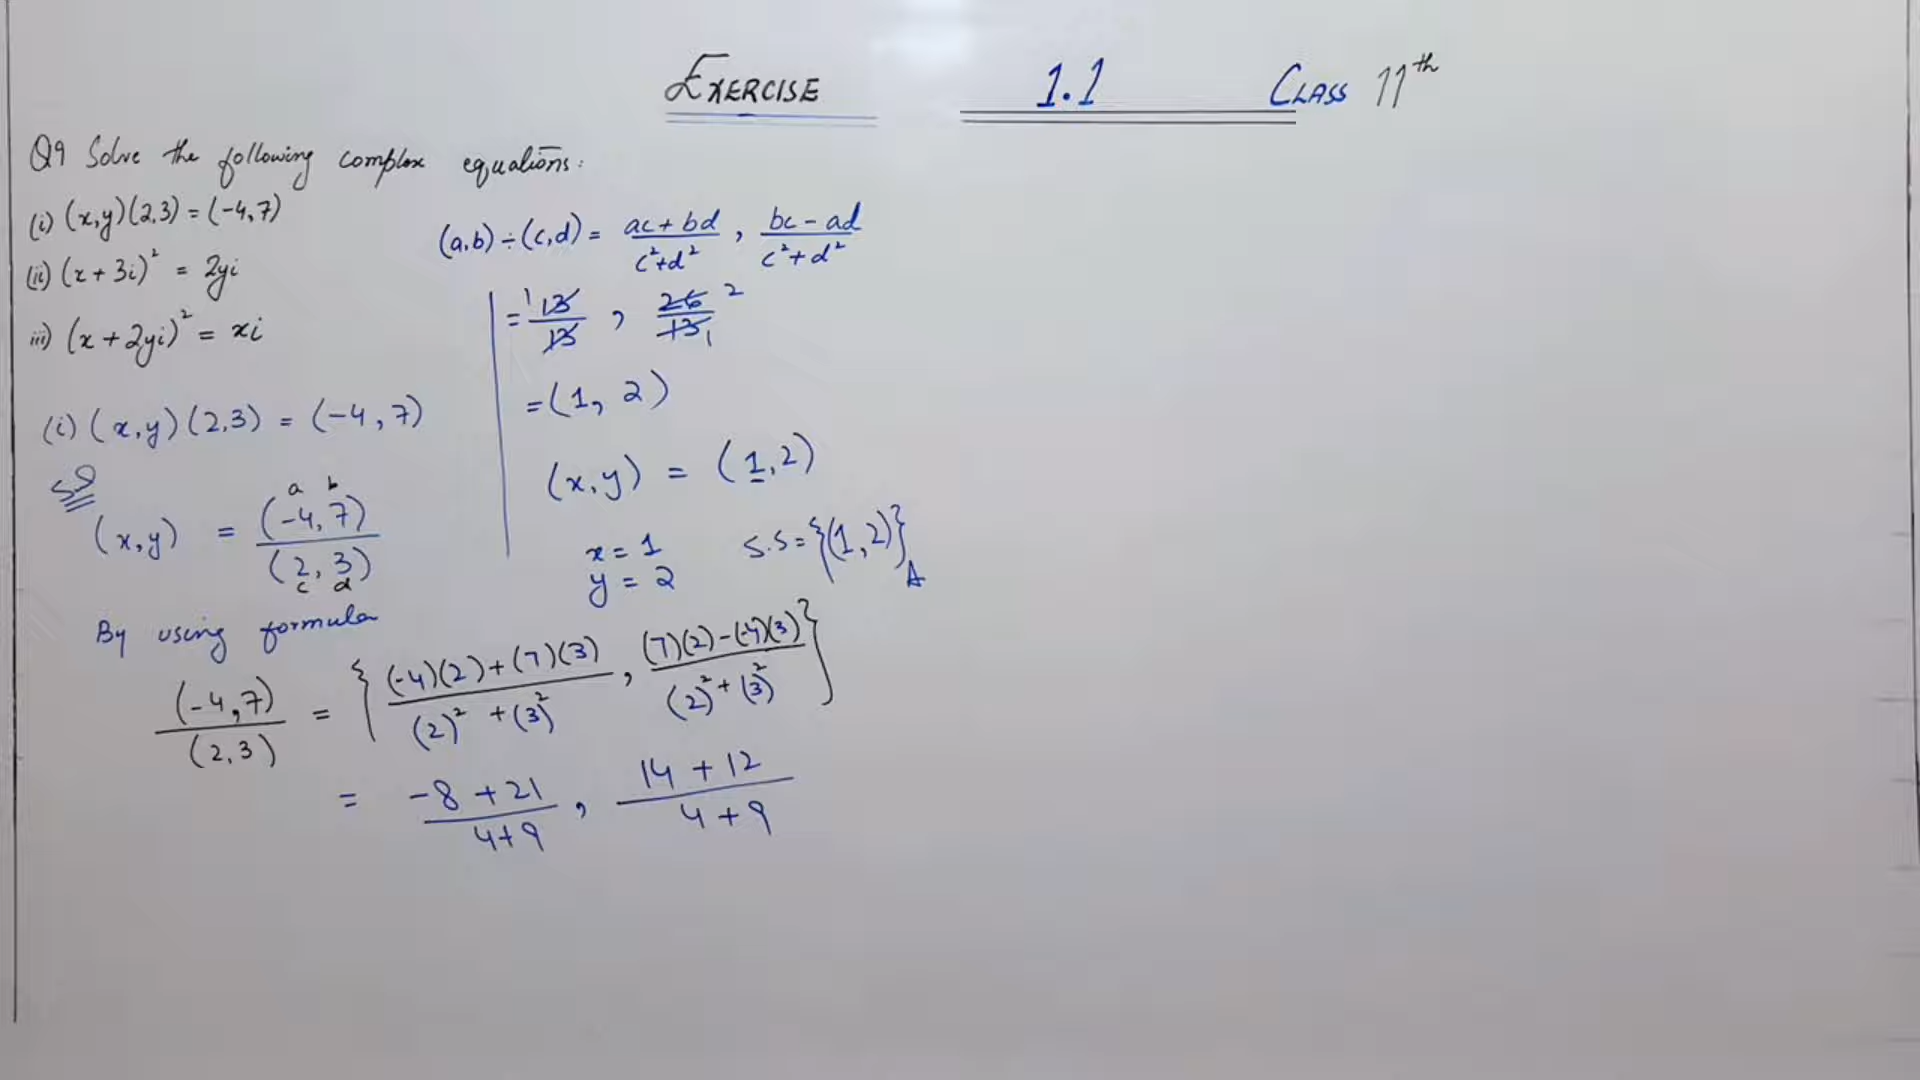 EXERCISE 1.1 CLASS 11th
Q9 Solve the following complex equations:
(i) (x,y)(2,3) = (-4,7)
(ii) (x + 3i)² = 2yi
iii) (x + 2yi)² = xi
(i) (x,y)(2,3) = (-4,7)
a b
(x,y) = (-4,7)
(2,3)
c d
By using formula
(-4,7) / (2,3) = { (-4)(2)+(7)(3) / (2)² + (3)² , (7)(2)-(-4)(3) / (2)² + (3)² }
= -8 + 21 / 4+9 , 14 + 12 / 4+9
(a,b) ÷ (c,d) = ac + bd / c²+d² , bc - ad / c²+d²
= 1 13/13 , 26/13 2 1
= (1, 2)
(x,y) = (1,2)
x = 1
y = 2
S.S = {(1,2)}